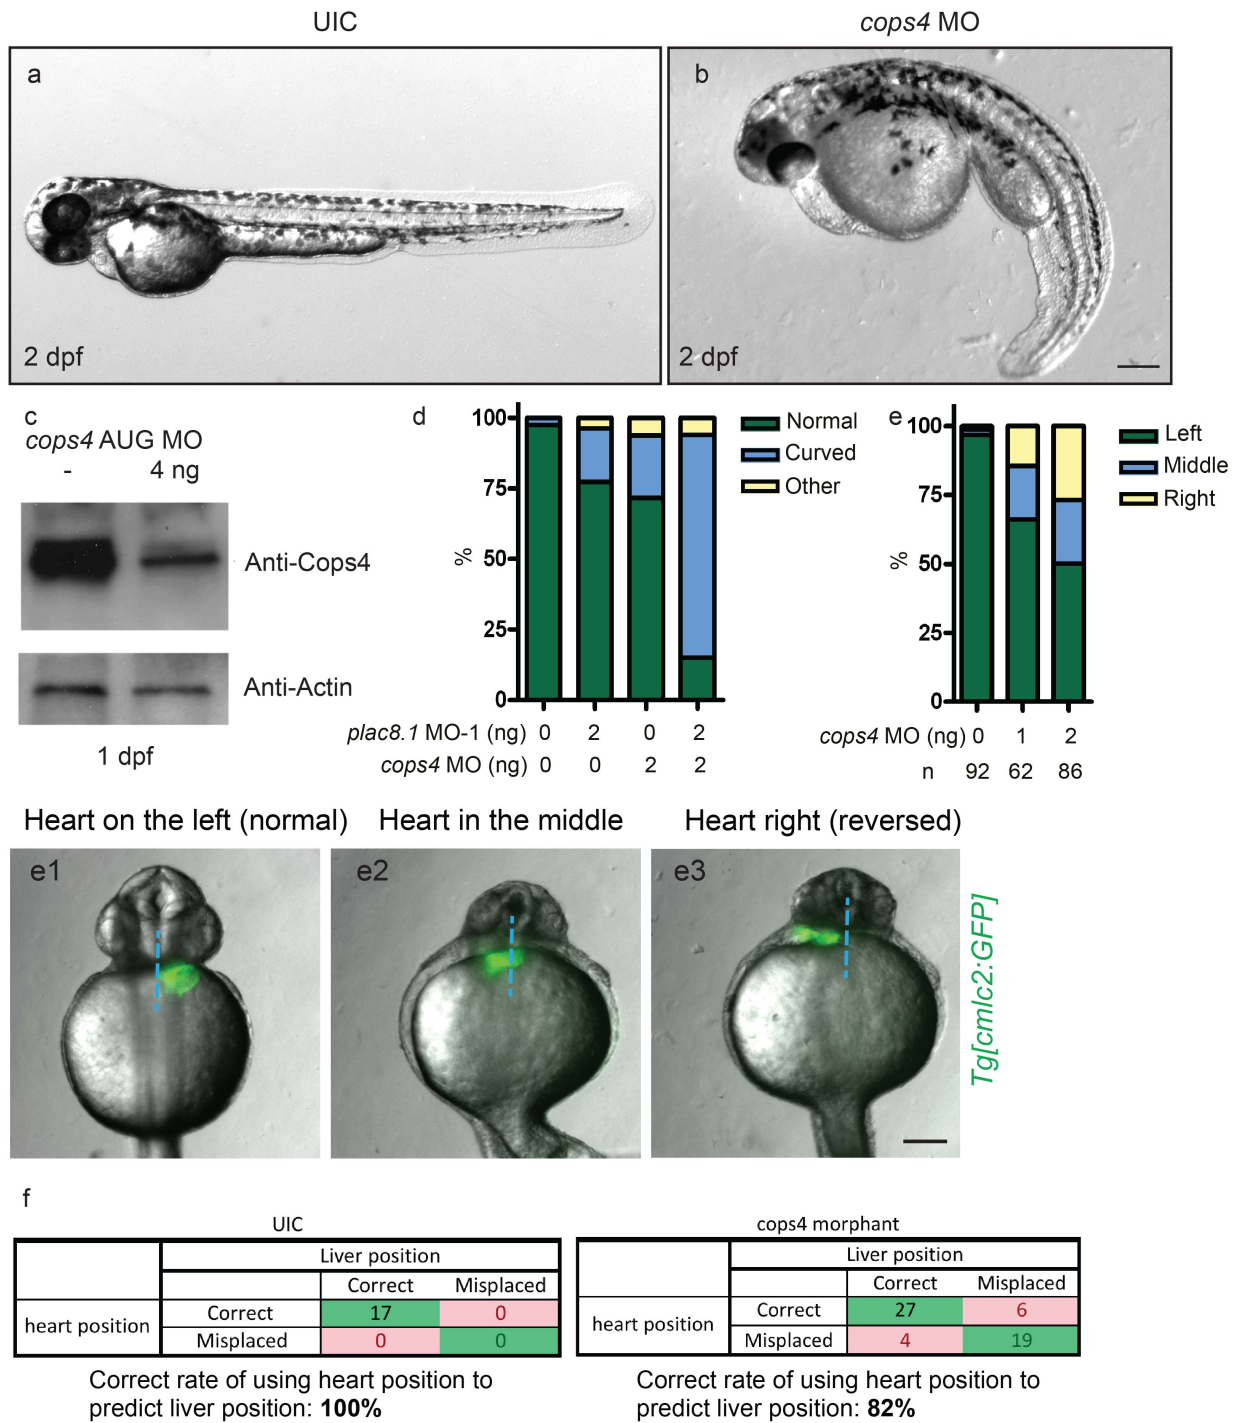 UIC
cops4 MO
a
b
2 dpf
2 dpf
c
cops4 AUG MO
- 4 ng
Anti-Cops4
Anti-Actin
1 dpf
d
100
75
50
25
0
%
Normal
Curved
Other
plac8.1 MO-1 (ng) 0 2 0 2
cops4 MO (ng) 0 0 2 2
e
100
75
50
25
0
%
Left
Middle
Right
cops4 MO (ng) 0 1 2
n 92 62 86
Heart on the left (normal)
Heart in the middle
Heart right (reversed)
e1
e2
e3
Tg[cmlc2:GFP]
f
UIC
Liver position
Correct Misplaced
heart position
Correct 17 0
Misplaced 0 0
Correct rate of using heart position to
predict liver position: 100%
cops4 morphant
Liver position
Correct Misplaced
heart position
Correct 27 6
Misplaced 4 19
Correct rate of using heart position to
predict liver position: 82%